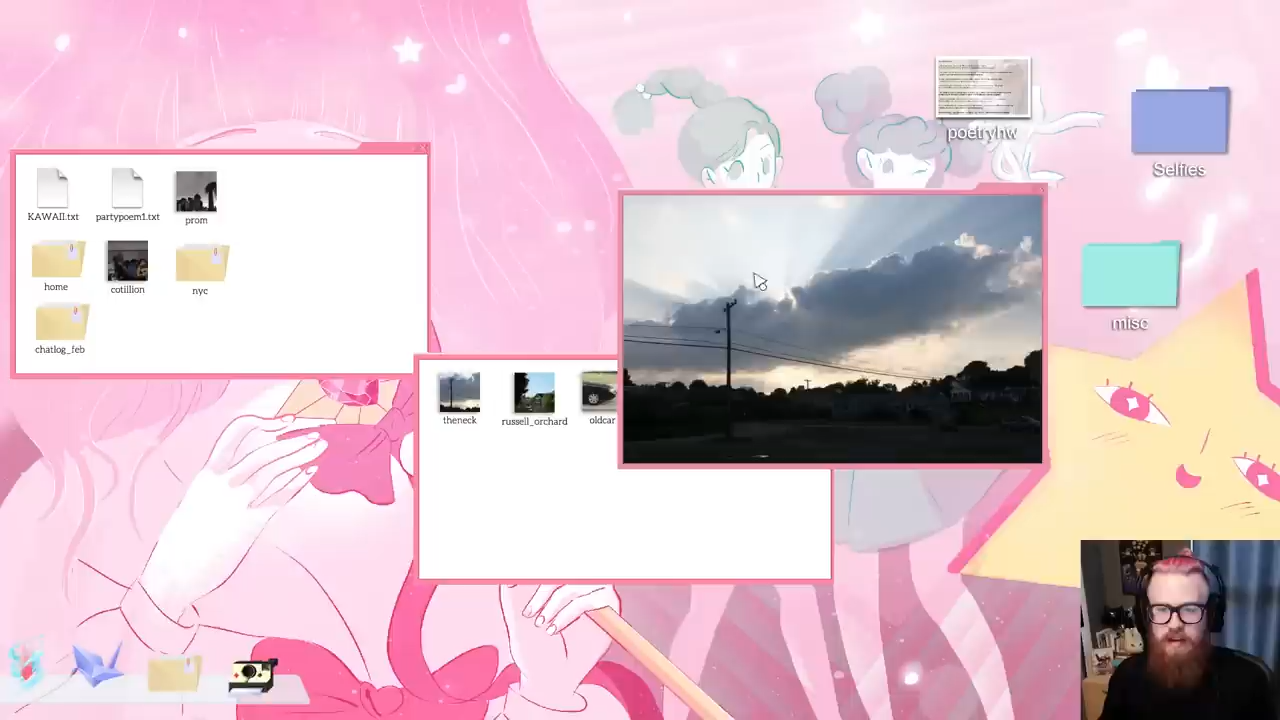 poetryhw
Selfies
KAWAII.txt
partypoem1.txt
prom
home
cotillion
nyc
misc
chatlog_feb
theneck
russell_orchard
oldcar